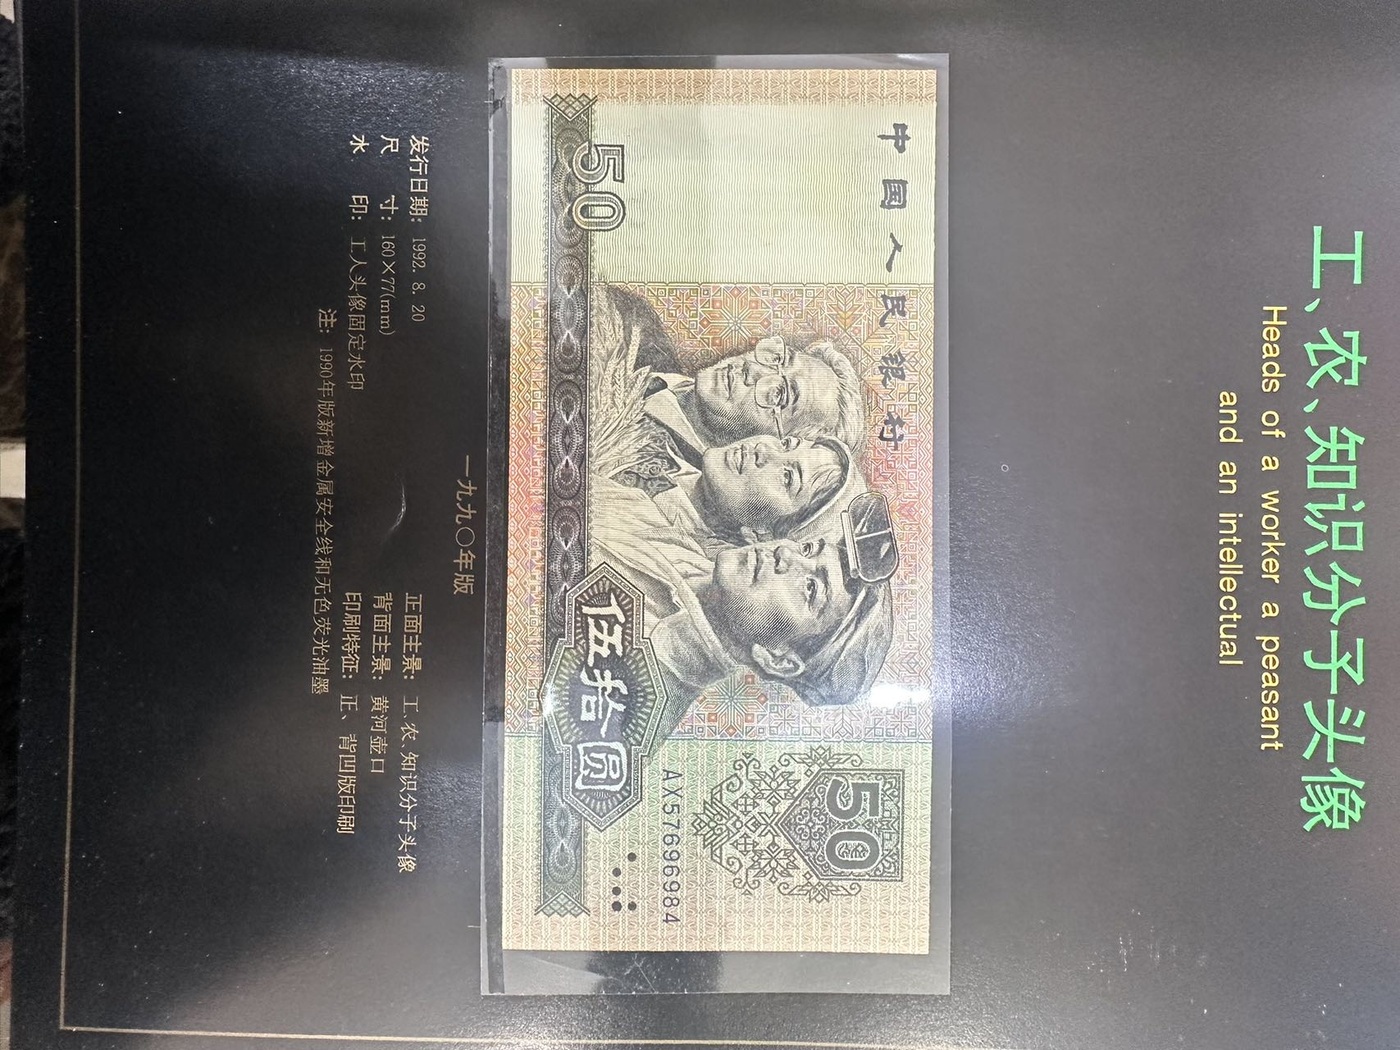 工、农、知识分子头像
Heads of a worker a peasant
and an intellectual
中国人民银行
50
AX57696984
50
伍拾圆
一九九〇年版
发行日期：1992. 8. 20
尺 寸：160×77(mm)
水 印：工人头像固定水印
正面主景：工、农、知识分子头像
背面主景：黄河壶口
印刷特征：正、背凹版印刷
注：1990年版新增金属安全线和无色荧光油墨